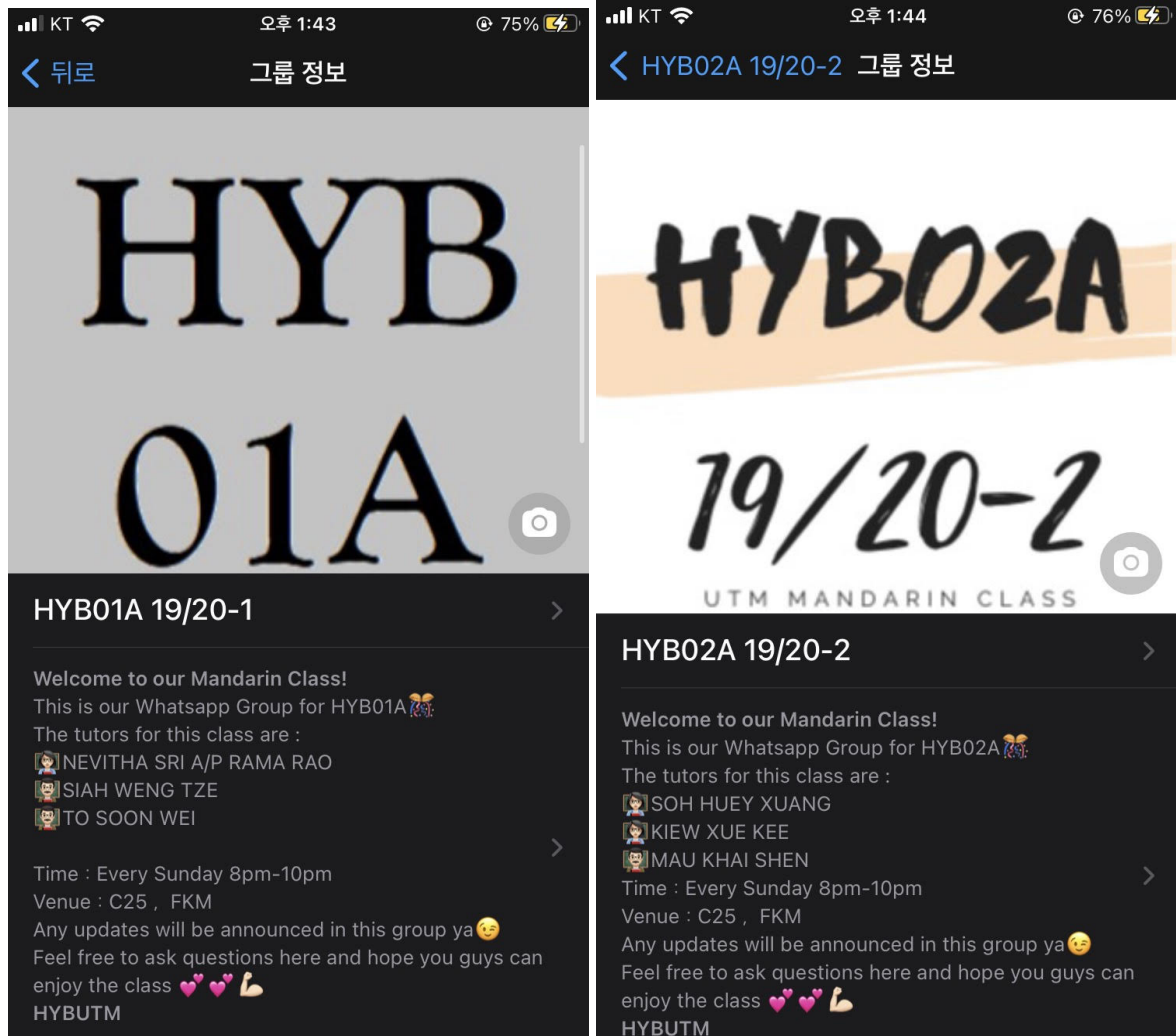 KT
오후 1:43
75%
뒤로
그룹 정보
HYB
01A
HYB01A 19/20-1
Welcome to our Mandarin Class!
This is our Whatsapp Group for HYB01A🎊
The tutors for this class are :
👩🏻‍🏫NEVITHA SRI A/P RAMA RAO
👨🏻‍🏫SIAH WENG TZE
👨🏻‍🏫TO SOON WEI
Time : Every Sunday 8pm-10pm
Venue : C25 ,  FKM
Any updates will be announced in this group ya😉
Feel free to ask questions here and hope you guys can
enjoy the class 💕 💕 💪🏻
HYBUTM
KT
오후 1:44
76%
HYB02A 19/20-2
그룹 정보
HYB02A
19/20-2
UTM MANDARIN CLASS
HYB02A 19/20-2
Welcome to our Mandarin Class!
This is our Whatsapp Group for HYB02A🎊
The tutors for this class are :
👩🏻‍🏫SOH HUEY XUANG
👩🏻‍🏫KIEW XUE KEE
👨🏻‍🏫MAU KHAI SHEN
Time : Every Sunday 8pm-10pm
Venue : C25 ,  FKM
Any updates will be announced in this group ya😉
Feel free to ask questions here and hope you guys can
enjoy the class 💕 💕 💪🏻
HYBUTM